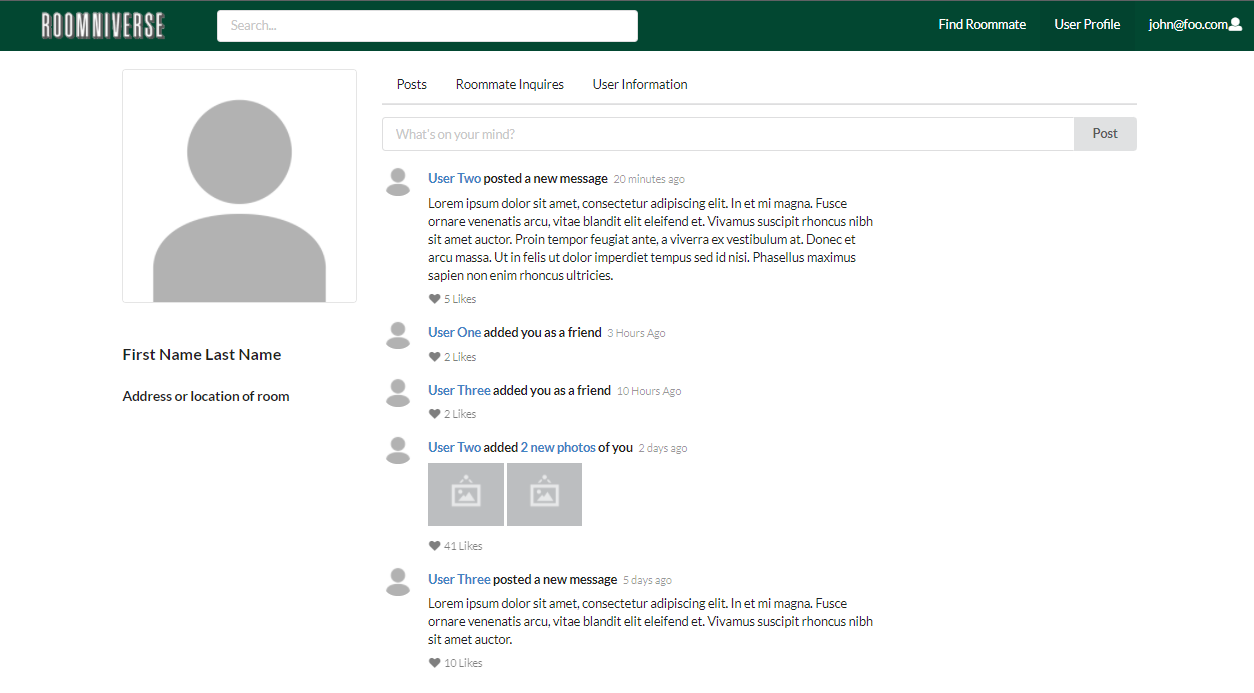 ROOMNIVERSE
Search...
Find Roommate
User Profile
john@foo.com
Posts
Roommate Inquires
User Information
What's on your mind?
Post
User Two posted a new message 20 minutes ago
Lorem ipsum dolor sit amet, consectetur adipiscing elit. In et mi magna. Fusce
ornare venenatis arcu, vitae blandit elit eleifend et. Vivamus suscipit rhoncus nibh
sit amet auctor. Proin tempor feugiat ante, a viverra ex vestibulum at. Donec et
arcu massa. Ut in felis ut dolor imperdiet tempus sed id nisi. Phasellus maximus
sapien non enim rhoncus ultricies.
5 Likes
User One added you as a friend 3 Hours Ago
2 Likes
First Name Last Name
User Three added you as a friend 10 Hours Ago
2 Likes
Address or location of room
User Two added 2 new photos of you 2 days ago
41 Likes
User Three posted a new message 5 days ago
Lorem ipsum dolor sit amet, consectetur adipiscing elit. In et mi magna. Fusce
ornare venenatis arcu, vitae blandit elit eleifend et. Vivamus suscipit rhoncus nibh
sit amet auctor.
10 Likes